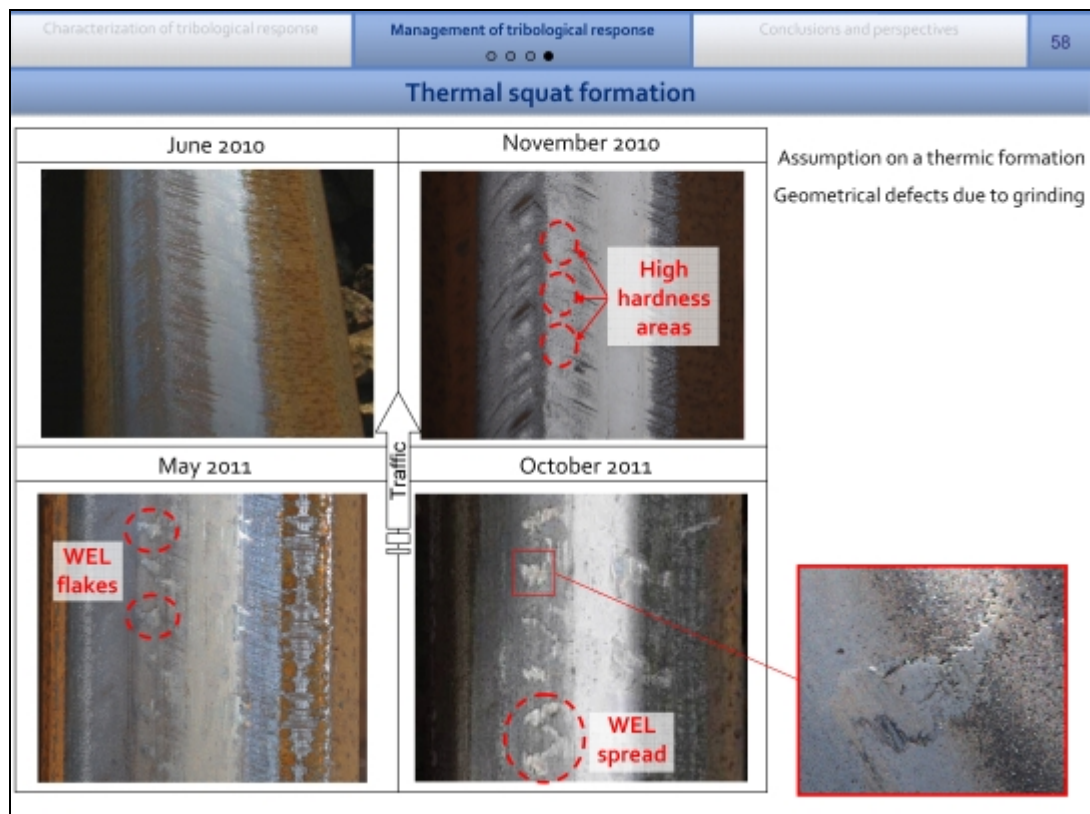 Characterization of tribological response
Management of tribological response
Conclusions and perspectives
58
Thermal squat formation
June 2010
November 2010
Assumption on a thermic formation
Geometrical defects due to grinding
High
hardness
areas
Traffic
May 2011
October 2011
WEL
flakes
WEL
spread